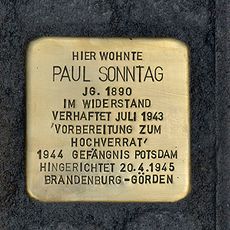 HIER WOHNTE
PAUL SONNTAG
JG. 1890
IM WIDERSTAND
VERHAFTET JULI 1943
'VORBEREITUNG ZUM
HOCHVERRAT'
1944 GEFÄNGNIS POTSDAM
HINGERICHTET 20.4.1945
BRANDENBURG-GÖRDEN